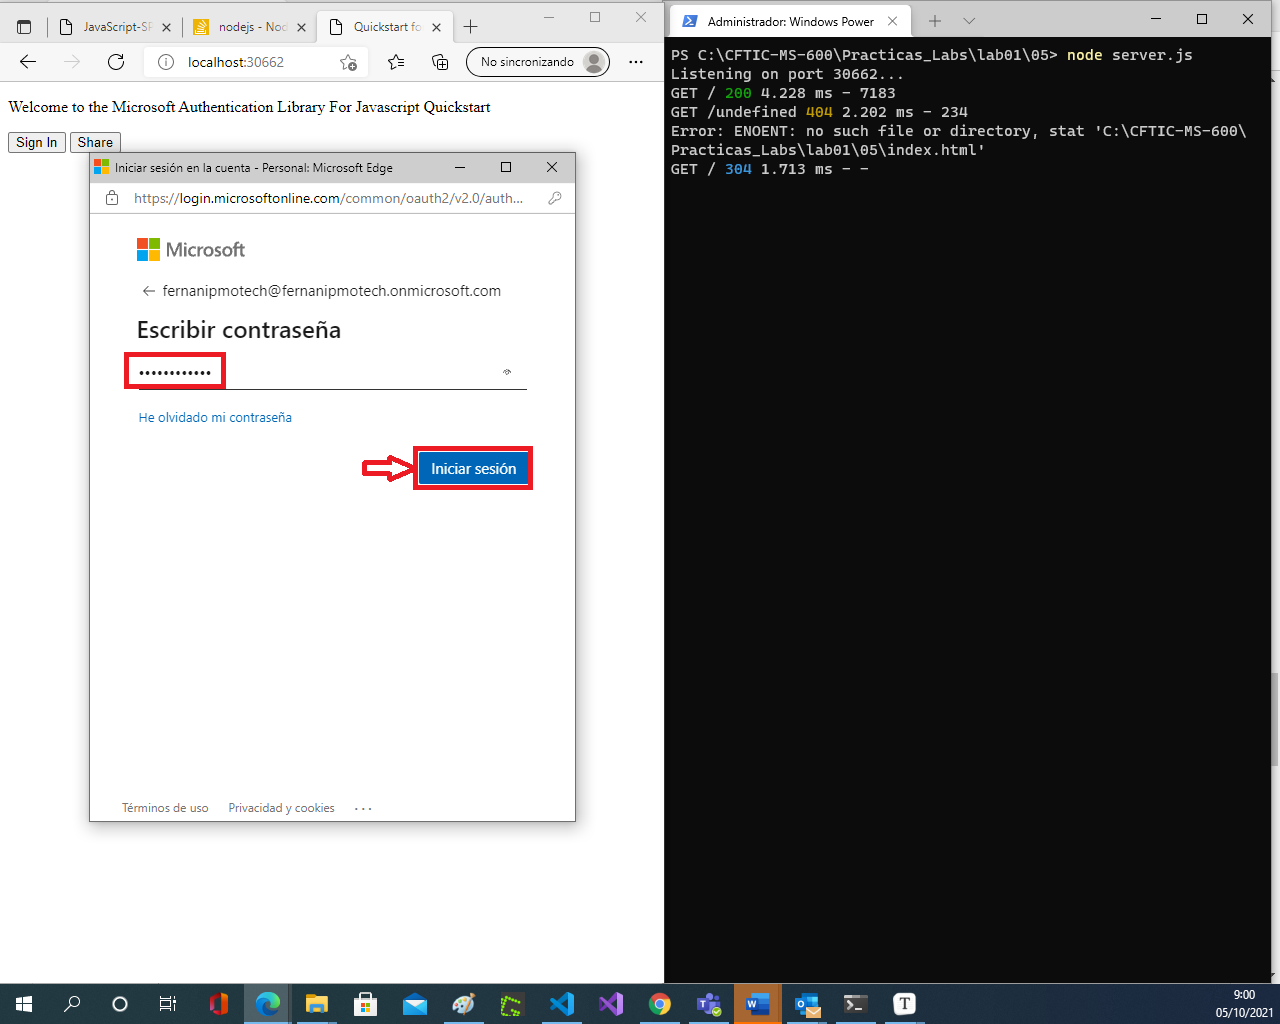 JavaScript-SP
nodejs - Nod
Quickstart fo
localhost:30662
No sincronizando
Welcome to the Microsoft Authentication Library For Javascript Quickstart
Sign In
Share
Iniciar sesión en la cuenta - Personal: Microsoft Edge
https://login.microsoftonline.com/common/oauth2/v2.0/auth...
Microsoft
fernanipmotech@fernanipmotech.onmicrosoft.com
Escribir contraseña
••••••••••••
He olvidado mi contraseña
Iniciar sesión
Términos de uso
Privacidad y cookies
Administrador: Windows Power
PS C:\CFTIC-MS-600\Practicas_Labs\lab01\05> node server.js
Listening on port 30662...
GET / 200 4.228 ms - 7183
GET /undefined 404 2.202 ms - 234
Error: ENOENT: no such file or directory, stat 'C:\CFTIC-MS-600\
Practicas_Labs\lab01\05\index.html'
GET / 304 1.713 ms - -
9:00
05/10/2021